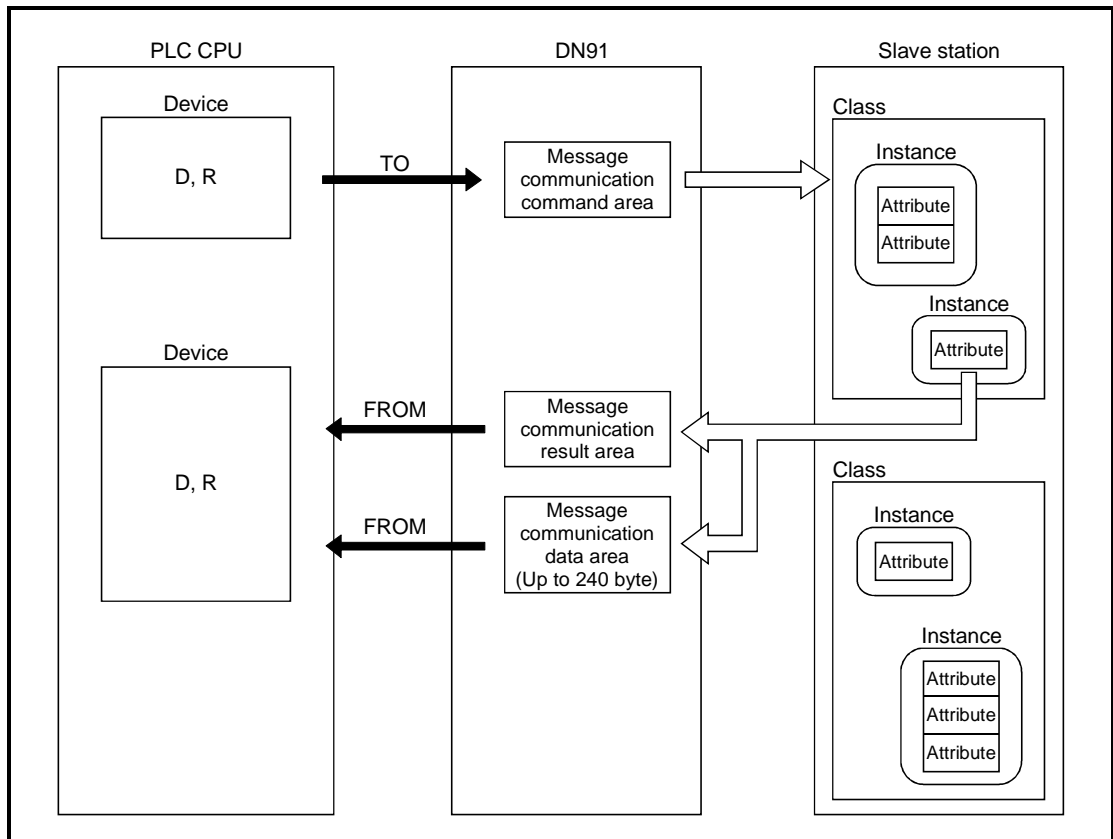 PLC CPU
DN91
Slave station
Device
D, R
TO
Message
communication
command area
Class
Instance
Attribute
Attribute
Instance
Attribute
Device
D, R
FROM
Message
communication
result area
FROM
Message
communication
data area
(Up to 240 byte)
Class
Instance
Attribute
Instance
Attribute
Attribute
Attribute